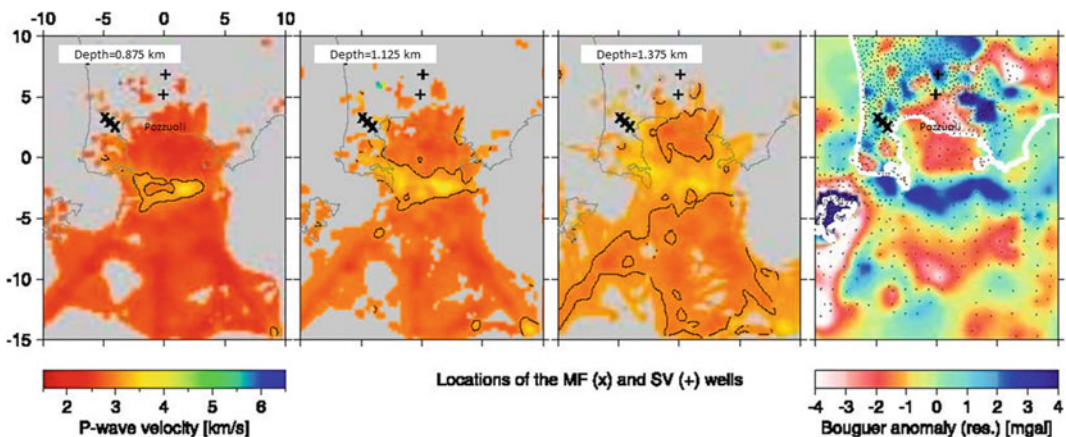 -10 -5 0 5 10
Depth=0.875 km
Depth=1.125 km
Depth=1.375 km
10
5
0
-5
-10
-15
Pozzuoli
Pozzuoli
Locations of the MF (x) and SV (+) wells
2 3 4 5 6
P-wave velocity [km/s]
-4 -3 -2 -1 0 1 2 3 4
Bouguer anomaly (res.) [mgal]